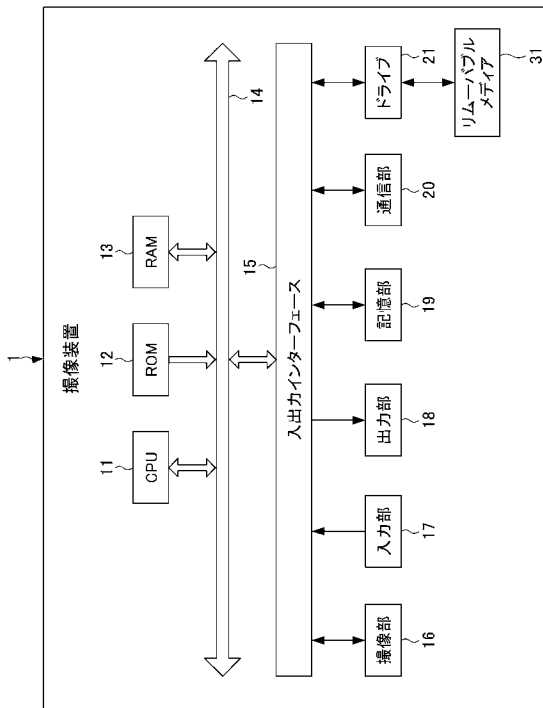 1
撮像装置
11
CPU
12
ROM
13
RAM
14
15
入出力インターフェース
撮像部
16
入力部
17
出力部
18
記憶部
19
通信部
20
ドライブ
21
リムーバブル
メディア
31